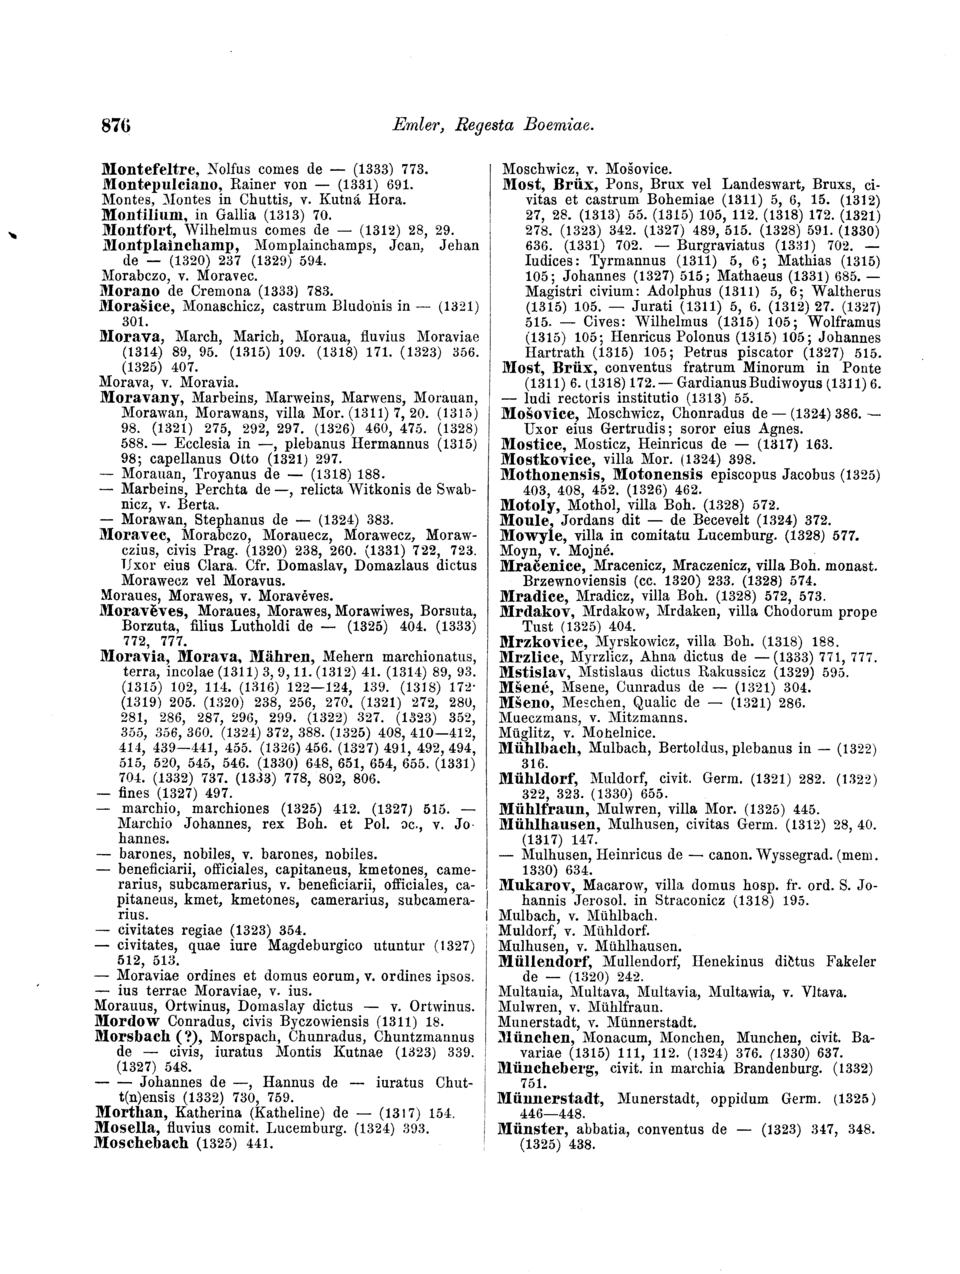 876
Emler, Regesta Boemiae.
Montefeltre, Nolfus comes de — (1333) 773.
Montepulciano, Rainer von — (1331) 691.
Montes, Montes in Chuttis, v. Kutná Hora.
Montilium, in Gallia (1313) 70.
Montfort, Wilhelmus comes de — (1312) 28, 29.
Montplainchamp, Momplainchamps, Jean, Jehan
de — (1320) 237 (1329) 594.
Morabczo, v. Moravec.
Morano de Cremona (1333) 783.
Morašice, Monaschicz, castrum Bludonis in — (1321)
301.
Morava, March, Marich, Moraua, fluvius Moraviae
(1314) 89, 95. (1315) 109. (1318) 171. (1323) 356.
(1325) 407.
Morava, v. Moravia.
Moravany, Marbeins, Marweins, Marwens, Morauan,
Morawan, Morawans, villa Mor. (1311) 7, 20. (1315)
98. (1321) 275, 292, 297. (1326) 460, 475. (1328)
588. — Ecclesia in —, plebanus Hermannus (1315)
98; capellanus Otto (1321) 297.
— Morauan, Troyanus de — (1318) 188.
— Marbeins, Perchta de —, relicta Witkonis de Swab-
nicz, v. Berta.
— Morawan, Stephanus de — (1324) 383.
Moravec, Morabczo, Morauecz, Morawecz, Moraw-
czius, civis Prag. (1320) 238, 260. (1331) 722, 723.
Uxor eius Clara. Cfr. Domaslav, Domazlaus dictus
Morawecz vel Moravus.
Moraues, Morawes, v. Moravěves.
Moravěves, Moraues, Morawes, Morawiwes, Borsuta,
Borzuta, filius Lutholdi de — (1325) 404. (1333)
772, 777.
Moravia, Morava, Mähren, Mehern marchionatus,
terra, incolae (1311) 3, 9, 11. (1312) 41. (1314) 89, 93.
(1315) 102, 114. (1316) 122—124, 139. (1318) 172·
(1319) 205. (1320) 238, 256, 270. (1321) 272, 280,
281, 286, 287, 296, 299. (1322) 327. (1323) 352,
355, 356, 360. (1324) 372, 388. (1325) 408, 410—412,
414, 439—441, 455. (1326) 456. (1327) 491, 492, 494,
515, 520, 545, 546. (1330) 648, 651, 654, 655. (1331)
704. (1332) 737. (1333) 778, 802, 806.
— fines (1327) 497.
— marchio, marchiones (1325) 412. (1327) 515. —
Marchio Johannes, rex Boh. et Pol. ɔc., v. Jo-
hannes.
— barones, nobiles, v. barones, nobiles.
— beneficiarii, officiales, capitaneus, kmetones, came-
rarius, subcamerarius, v. beneficiarii, officiales, ca-
pitaneus, kmet, kmetones, camerarius, subcamera-
rius.
— civitates regiae (1323) 354.
— civitates, quae iure Magdeburgico utuntur (1327)
512, 513.
— Moraviae ordines et domus eorum, v. ordines ipsos.
— ius terrae Moraviae, v. ius.
Morauus, Ortwinus, Domaslay dictus — v. Ortwinus.
Mordow Conradus, civis Byczowiensis (1311) 18.
Morsbach (?), Morspach, Chunradus, Chuntzmannus
de — civis, iuratus Montis Kutnae (1323) 339.
(1327) 548.
— — Johannes de —, Hannus de — iuratus Chut-
t(n)ensis (1332) 730, 759.
Morthan, Katherina (Katheline) de — (1317) 154.
Mosella, fluvius comit. Lucemburg. (1324) 393.
Moschebach (1325) 441.
Moschwicz, v. Mošovice.
Most, Brüx, Pons, Brux vel Landeswart, Bruxs, ci-
vitas et castrum Bohemiae (1311) 5, 6, 15. (1312)
27, 28. (1313) 55. (1315) 105, 112. (1318) 172. (1321)
278. (1323) 342. (1327) 489, 515. (1328) 591. (1330)
636. (1331) 702. — Burgraviatus (1331) 702. —
Iudices: Tyrmannus (1311) 5, 6; Mathias (1315)
105; Johannes (1327) 515; Mathaeus (1331) 685. —
Magistri civium: Adolphus (1311) 5, 6; Waltherus
(1315) 105. — Jurati (1311) 5, 6. (1312) 27. (1327)
515. — Cives: Wilhelmus (1315) 105; Wolframus
(1315) 105; Henricus Polonus (1315) 105; Johannes
Hartrath (1315) 105; Petrus piscator (1327) 515.
Most, Brüx, conventus fratrum Minorum in Ponte
(1311) 6. (1318) 172. — Gardianus Budiwoyus (1311) 6.
— ludi rectoris institutio (1313) 55.
Mošovice, Moschwicz, Chonradus de — (1324) 386. —
Uxor eius Gertrudis; soror eius Agnes.
Mostice, Mosticz, Heinricus de — (1317) 163.
Mostkovice, villa Mor. (1324) 398.
Mothonensis, Motonensis episcopus Jacobus (1325)
403, 408, 452. (1326) 462.
Motoly, Mothol, villa Boh. (1328) 572.
Moule, Jordans dit — de Becevelt (1324) 372.
Mowyle, villa in comitatu Lucemburg. (1328) 577.
Moyn, v. Mojné.
Mračenice, Mracenicz, Mraczenicz, villa Boh. monast.
Brzewnoviensis (cc. 1320) 233. (1328) 574.
Mradice, Mradicz, villa Boh. (1328) 572, 573.
Mrdakov, Mrdakow, Mrdaken, villa Chodorum prope
Tust (1325) 404.
Mrzkovice, Myrskowicz, villa Boh. (1318) 188.
Mrzlice, Myrzlicz, Ahna dictus de — (1333) 771, 777.
Mstislav, Mstislaus dictus Rakussicz (1329) 595.
Mšené, Msene, Cunradus de — (1321) 304.
Mšeno, Meschen, Qualic de — (1321) 286.
Mueczmans, v. Mitzmanns.
Müglitz, v. Mohelnice.
Mühlbach, Mulbach, Bertoldus, plebanus in — (1322)
316.
Mühldorf, Muldorf, civit. Germ. (1321) 282. (1322)
322, 323. (1330) 655.
Mühlfraun, Mulwren, villa Mor. (1325) 445.
Mühlhausen, Mulhusen, civitas Germ. (1312) 28, 40.
(1317) 147.
— Mulhusen, Heinricus de — canon. Wyssegrad. (mem.
1330) 634.
Mukarov, Macarow, villa domus hosp. fr. ord. S. Jo-
hannis Jerosol. in Straconicz (1318) 195.
Mulbach, v. Mühlbach.
Muldorf, v. Mühldorf.
Mulhusen, v. Mühlhausen.
Müllendorf, Mullendorf, Henekinus dictus Fakeler
de — (1320) 242.
Multauia, Multava, Multavia, Multawia, v. Vltava.
Mulwren, v. Mühlfraun.
Munerstadt, v. Münnerstadt.
München, Monacum, Monchen, Munchen, civit. Ba-
variae (1315) 111, 112. (1324) 376. (1330) 637.
Müncheberg, civit. in marchia Brandenburg. (1332)
751.
Münnerstadt, Munerstadt, oppidum Germ. (1325)
446—448.
Münster, abbatia, conventus de — (1323) 347, 348.
(1325) 438.